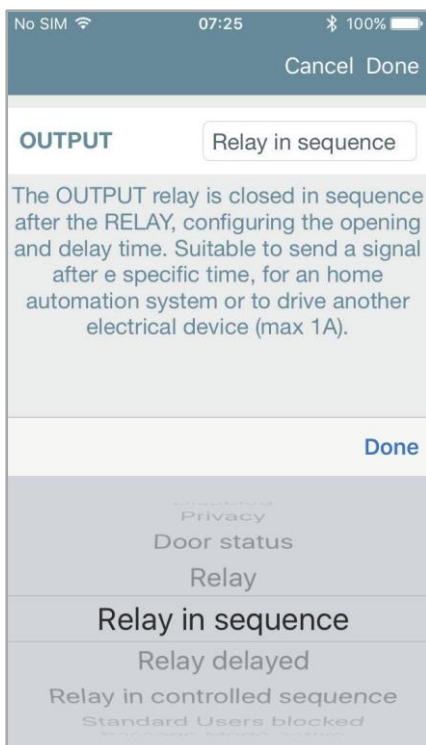 No SIM 07:25 100%
Cancel Done
OUTPUT Relay in sequence
The OUTPUT relay is closed in sequence
after the RELAY, configuring the opening
and delay time. Suitable to send a signal
after e specific time, for an home
automation system or to drive another
electrical device (max 1A).
Done
Privacy
Door status
Relay
Relay in sequence
Relay delayed
Relay in controlled sequence
Standard Users blocked